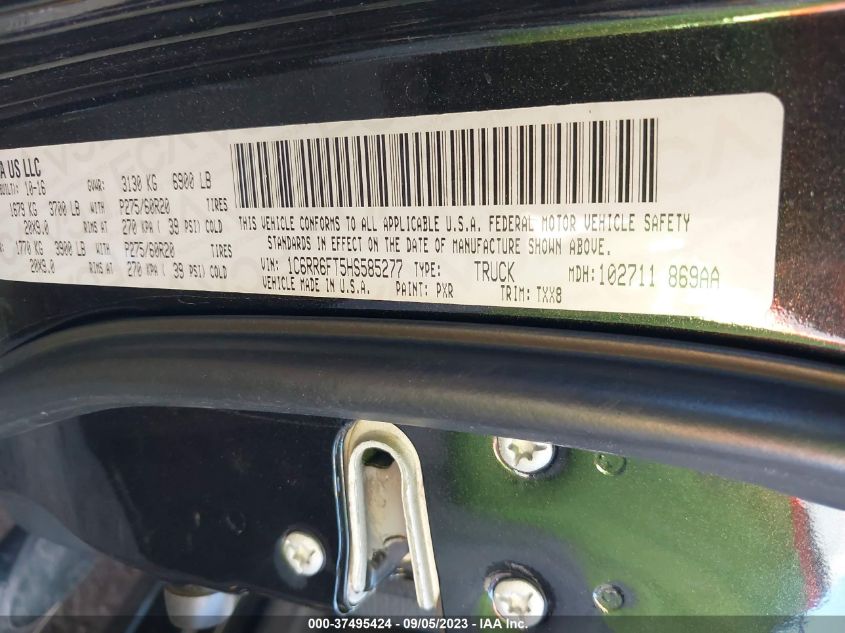 A US LLC
BUILT): 10-16 GVWR: 3130 KG 6900 LB
1679 KG 3700 LB WITH P275/60R20 TIRES
20X9.0 RIMS AT 270 KPA ( 39 PSI) COLD
1770 KG 3900 LB WITH P275/60R20 TIRES
20X9.0 RIMS AT 270 KPA ( 39 PSI) COLD
THIS VEHICLE CONFORMS TO ALL APPLICABLE U.S.A. FEDERAL MOTOR VEHICLE SAFETY
STANDARDS IN EFFECT ON THE DATE OF MANUFACTURE SHOWN ABOVE.
VIN: 1C6RR6FT5HS585277 TYPE: TRUCK MDH: 102711 869AA
VEHICLE MADE IN U.S.A. PAINT: PXR TRIM: TXX8
000-37495424 - 09/05/2023 - IAA Inc.